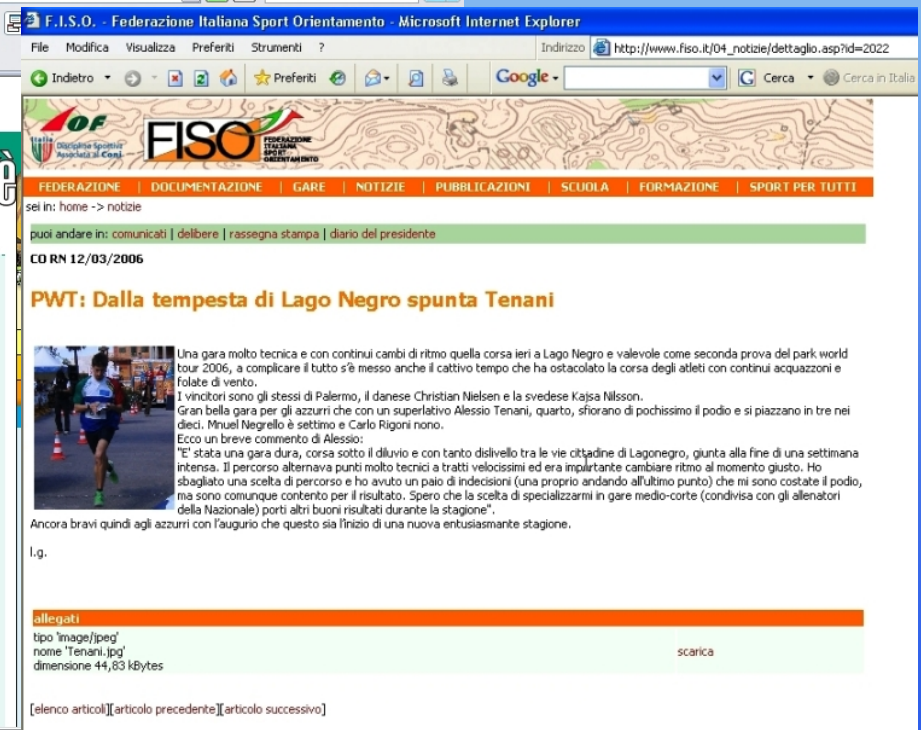 F.I.S.O. - Federazione Italiana Sport Orientamento - Microsoft Internet Explorer
File Modifica Visualizza Preferiti Strumenti ? Indirizzo http://www.fiso.it/04_notizie/dettaglio.asp?id=2022
Indietro Preferiti Google Cerca Cerca in Italia
IOF
Italia
Disciplina Sportiva
Associata al Coni
FISO
FEDERAZIONE
ITALIANA
SPORT
ORIENTAMENTO
FEDERAZIONE | DOCUMENTAZIONE | GARE | NOTIZIE | PUBBLICAZIONI | SCUOLA | FORMAZIONE | SPORT PER TUTTI
sei in: home -> notizie
puoi andare in: comunicati | delibere | rassegna stampa | diario del presidente
CO RN 12/03/2006
PWT: Dalla tempesta di Lago Negro spunta Tenani
Una gara molto tecnica e con continui cambi di ritmo quella corsa ieri a Lago Negro e valevole come seconda prova del park world
tour 2006, a complicare il tutto s'è messo anche il cattivo tempo che ha ostacolato la corsa degli atleti con continui acquazzoni e
folate di vento.
I vincitori sono gli stessi di Palermo, il danese Christian Nielsen e la svedese Kajsa Nilsson.
Gran bella gara per gli azzurri che con un superlativo Alessio Tenani, quarto, sfiorano di pochissimo il podio e si piazzano in tre nei
dieci. Mnuel Negrello è settimo e Carlo Rigoni nono.
Ecco un breve commento di Alessio:
"E' stata una gara dura, corsa sotto il diluvio e con tanto dislivello tra le vie cittadine di Lagonegro, giunta alla fine di una settimana
intensa. Il percorso alternava punti molto tecnici a tratti velocissimi ed era importante cambiare ritmo al momento giusto. Ho
sbagliato una scelta di percorso e ho avuto un paio di indecisioni (una proprio andando all'ultimo punto) che mi sono costate il podio,
ma sono comunque contento per il risultato. Spero che la scelta di specializzarmi in gare medio-corte (condivisa con gli allenatori
della Nazionale) porti altri buoni risultati durante la stagione".
Ancora bravi quindi agli azzurri con l'augurio che questo sia l'inizio di una nuova entusiasmante stagione.
l.g.
allegati
tipo 'image/jpeg'
nome 'Tenani.jpg' scarica
dimensione 44,83 kBytes
[elenco articoli][articolo precedente][articolo successivo]